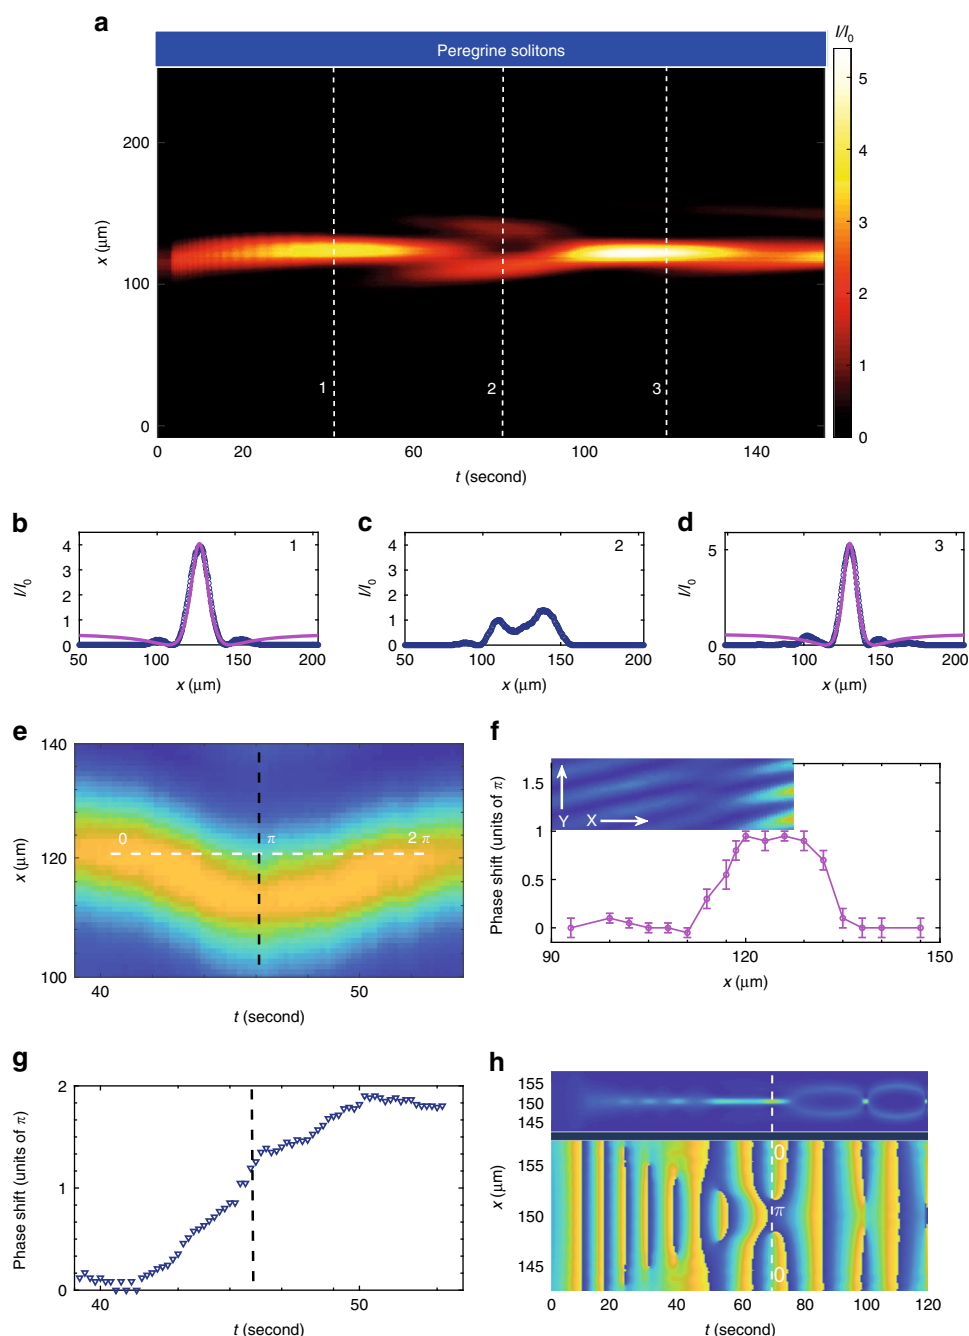 a
Peregrine solitons
I/I0
5
4
3
2
1
0
x (μm)
200
100
0
1
2
3
0 20 40 60 80 100 120 140
t (second)
b
I/I0
4
3
2
1
0
1
50 100 150 200
x (μm)
c
I/I0
4
3
2
1
0
2
50 100 150 200
x (μm)
d
I/I0
5
0
3
50 100 150 200
x (μm)
e
x (μm)
140
120
100
0 π 2 π
40 50
t (second)
f
Phase shift (units of π)
1.5
1
0.5
0
Y X
90 120 150
x (μm)
g
Phase shift (units of π)
2
1
0
40 50
t (second)
h
155
150
145
x (μm)
155
150
145
0
π
0
0 20 40 60 80 100 120
t (second)